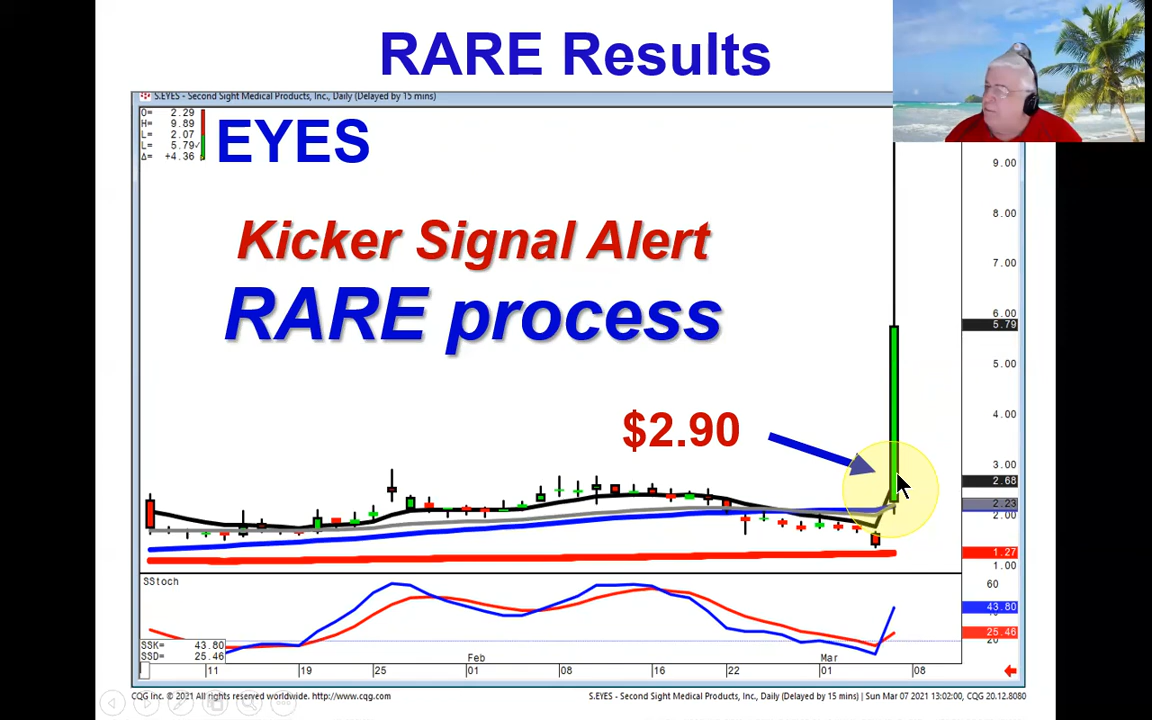 RARE Results
S.EYES - Second Sight Medical Products, Inc., Daily (Delayed by 15 mins)
O= 2.29
H= 9.89
L= 2.07
L= 5.79✓
Δ= +4.36
EYES
Kicker Signal Alert
RARE process
$2.90
9.00
8.00
7.00
6.00
5.79
5.00
4.00
3.00
2.68
2.23
2.00
1.27
1.00
SStoch
60
43.80
25.46
20
SSK= 43.80
SSD= 25.46
Feb Mar
11 19 25 01 08 16 22 01 08
CQG Inc. © 2021 All rights reserved worldwide. http://www.cqg.com
S.EYES - Second Sight Medical Products, Inc., Daily (Delayed by 15 mins) | Sun Mar 07 2021 13:02:00, CQG 20.12.8080